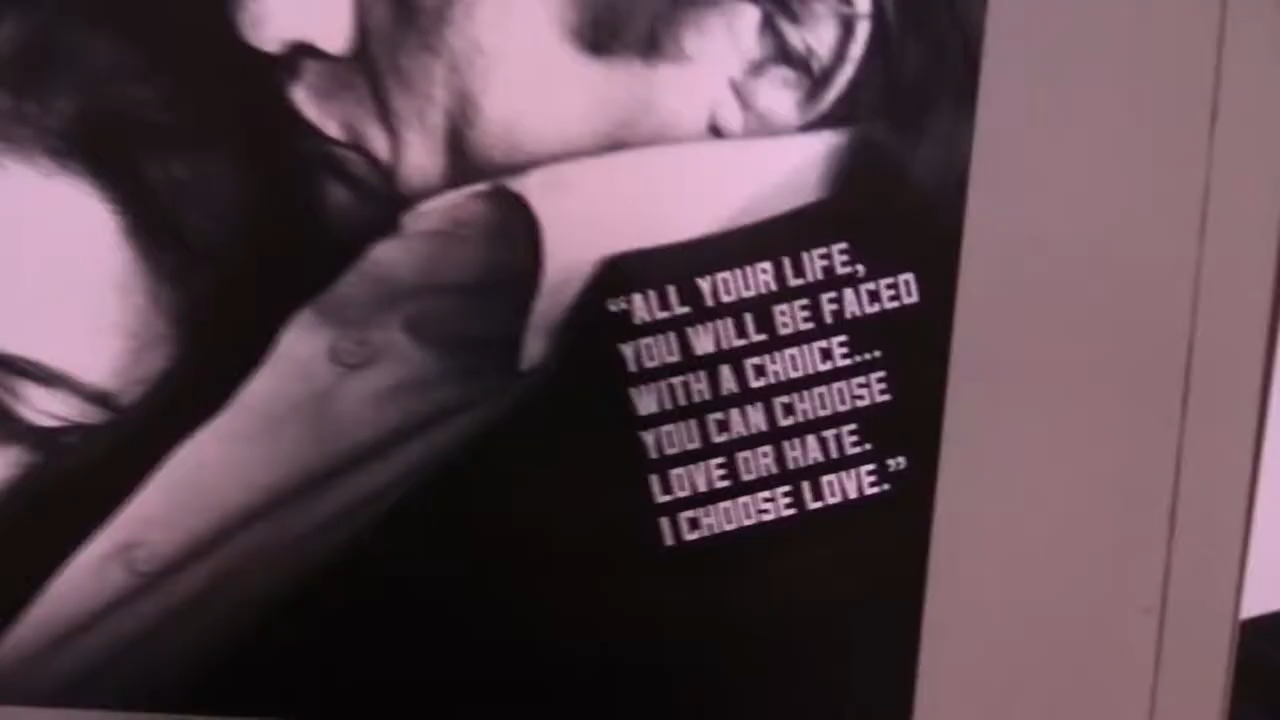 “ALL YOUR LIFE,
YOU WILL BE FACED
WITH A CHOICE...
YOU CAN CHOOSE
LOVE OR HATE.
I CHOOSE LOVE.”